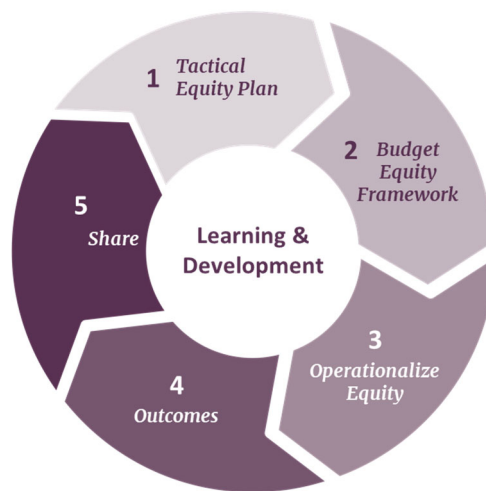 1 Tactical
Equity Plan
2 Budget
Equity
Framework
3
Operationalize
Equity
4
Outcomes
5
Share
Learning &
Development